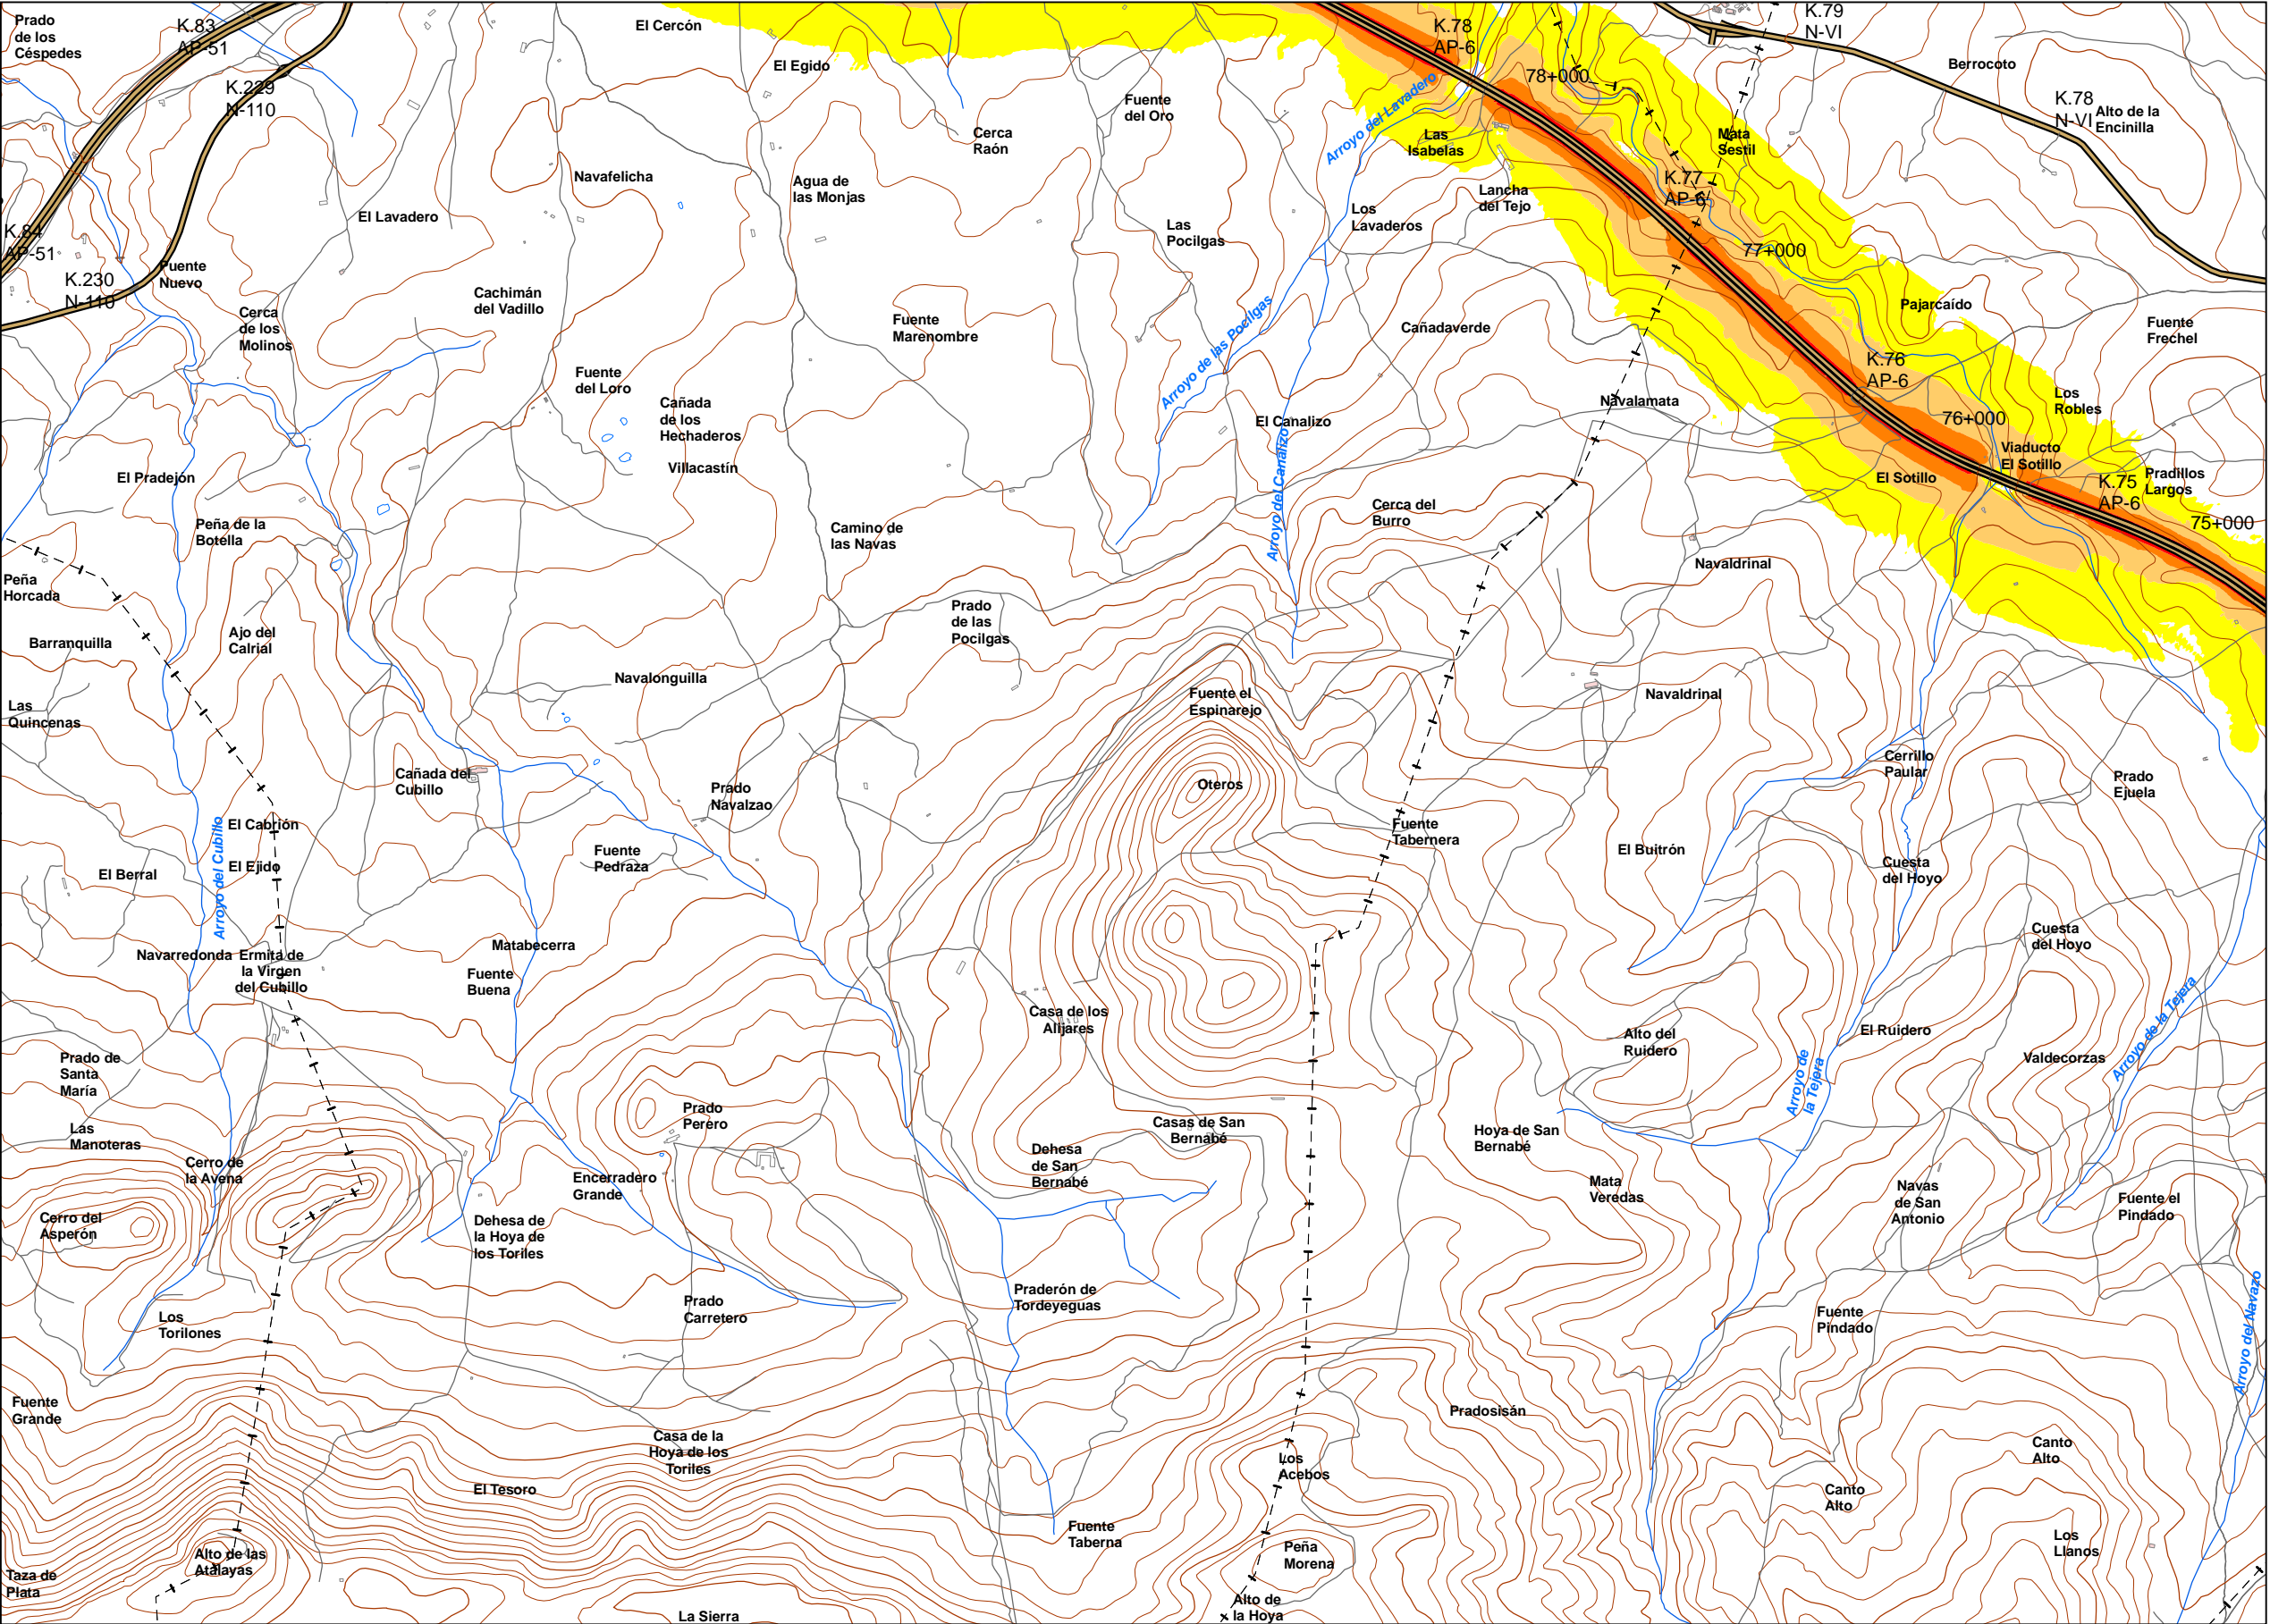 Prado
de los
Céspedes
K.83
AP-51
El Cercón
K.78
AP-6
K.79
N-VI
El Egido
78+000
Berrocoto
K.229
N-110
Fuente
del Oro
K.78
N-VI
Alto de la
Encinilla
Arroyo del Lavadero
Cerca
Raón
Las
Isabelas
Mata
Sestil
Navafelicha
Agua de
las Monjas
K.77
AP-6
Lancha
del Tejo
El Lavadero
Los
Lavaderos
Las
Pocilgas
K.84
AP-51
77+000
Puente
Nuevo
K.230
N-110
Cachimán
del Vadillo
Pajarcaído
Cerca
de los
Molinos
Fuente
Marenombre
Arroyo de las Pocilgas
Cañadaverde
Fuente
Frechel
K.76
AP-6
Fuente
del Loro
Navalamata
Los
Robles
Cañada
de los
Hechaderos
El Canalizo
76+000
Villacastín
Viaducto
El Sotillo
El Pradejón
El Sotillo
K.75
AP-6
Pradillos
Largos
Arroyo del Canalizo
Cerca del
Burro
75+000
Peña de la
Botella
Camino de
las Navas
Navaldrinal
Peña
Horcada
Prado
de las
Pocilgas
Barranquilla
Ajo del
Calrial
Navalonguilla
Fuente el
Espinarejo
Navaldrinal
Las
Quincenas
Cerrillo
Paular
Cañada del
Cubillo
Prado
Navalzao
Oteros
Prado
Ejuela
El Cabrión
Fuente
Tabernera
Arroyo del Cubillo
El Ejido
El Berral
Fuente
Pedraza
El Buitrón
Cuesta
del Hoyo
Navarredonda
Ermita de
la Virgen
del Cubillo
Matabecerra
Cuesta
del Hoyo
Fuente
Buena
Casa de los
Alijares
Alto del
Ruidero
El Ruidero
Arroyo de la Tejera
Prado de
Santa
María
Valdecorzas
Arroyo de
la Tejera
Prado
Perero
Las
Manoteras
Casas de San
Bernabé
Hoya de San
Bernabé
Cerro de
la Avena
Encerradero
Grande
Dehesa
de San
Bernabé
Mata
Veredas
Navas
de San
Antonio
Fuente el
Pindado
Cerro del
Asperón
Dehesa de
la Hoya de
los Toriles
Praderón de
Tordeyeguas
Prado
Carretero
Los
Torilones
Fuente
Pindado
Arroyo del Navazo
Fuente
Grande
Pradosisán
Casa de la
Hoya de los
Toriles
Canto
Alto
Los
Acebos
El Tesoro
Canto
Alto
Fuente
Taberna
Los
Llanos
Alto de las
Atalayas
Peña
Morena
Taza de
Plata
La Sierra
Alto de
la Hoya